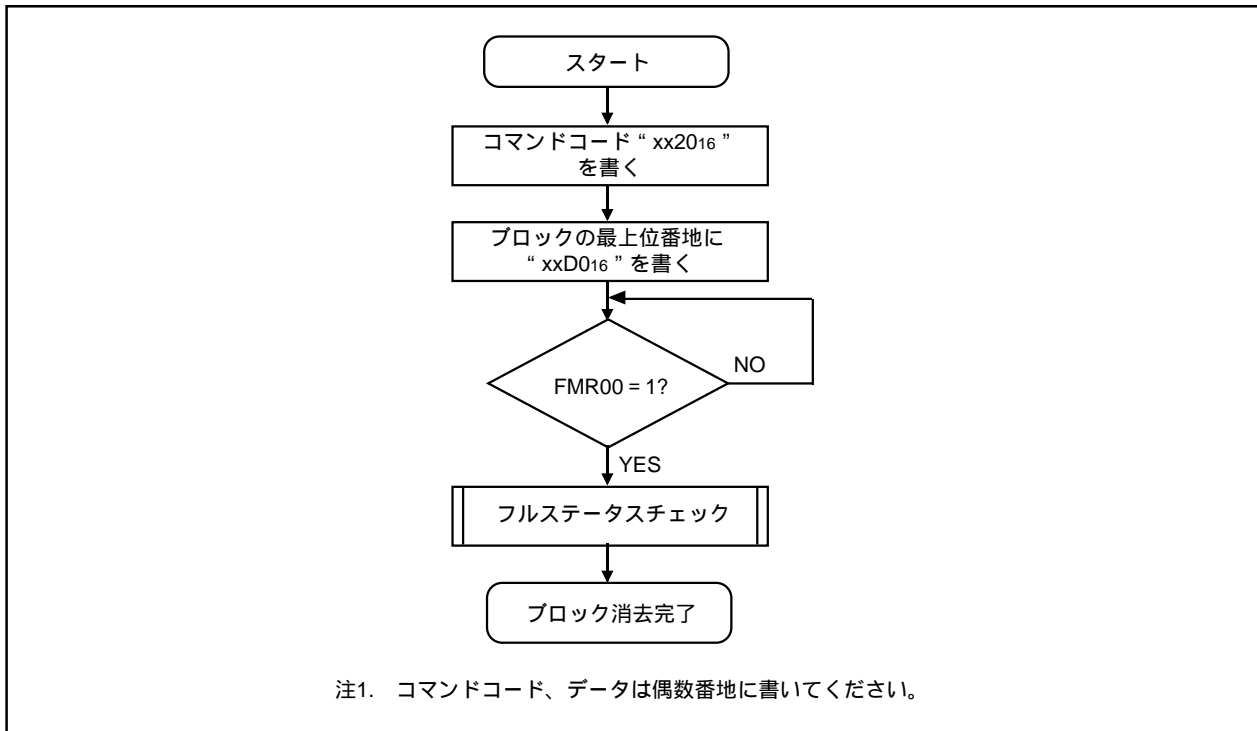 スタート
コマンドコード“ xx2016 ”
を書く
ブロックの最上位番地に
“ xxD016 ” を書く
FMR00 = 1?
NO
YES
フルステータスチェック
ブロック消去完了
注1. コマンドコード、データは偶数番地に書いてください。